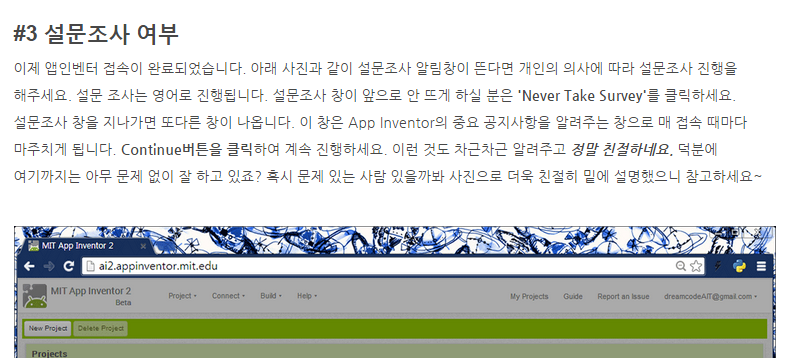 #3 설문조사 여부
이제 앱인벤터 접속이 완료되었습니다. 아래 사진과 같이 설문조사 알림창이 뜬다면 개인의 의사에 따라 설문조사 진행을
해주세요. 설문 조사는 영어로 진행됩니다. 설문조사 창이 앞으로 안 뜨게 하실 분은 'Never Take Survey'를 클릭하세요.
설문조사 창을 지나가면 또다른 창이 나옵니다. 이 창은 App Inventor의 중요 공지사항을 알려주는 창으로 매 접속 때마다
마주치게 됩니다. Continue버튼을 클릭하여 계속 진행하세요. 이런 것도 차근차근 알려주고 정말 친절하네요. 덕분에
여기까지는 아무 문제 없이 잘 하고 있죠? 혹시 문제 있는 사람 있을까봐 사진으로 더욱 친절히 밑에 설명했으니 참고하세요~
MIT App Inventor 2
ai2.appinventor.mit.edu
MIT App Inventor 2
Beta
Project Connect Build Help My Projects Guide Report an Issue dreamcodeAIT@gmail.com
New Project Delete Project
Projects